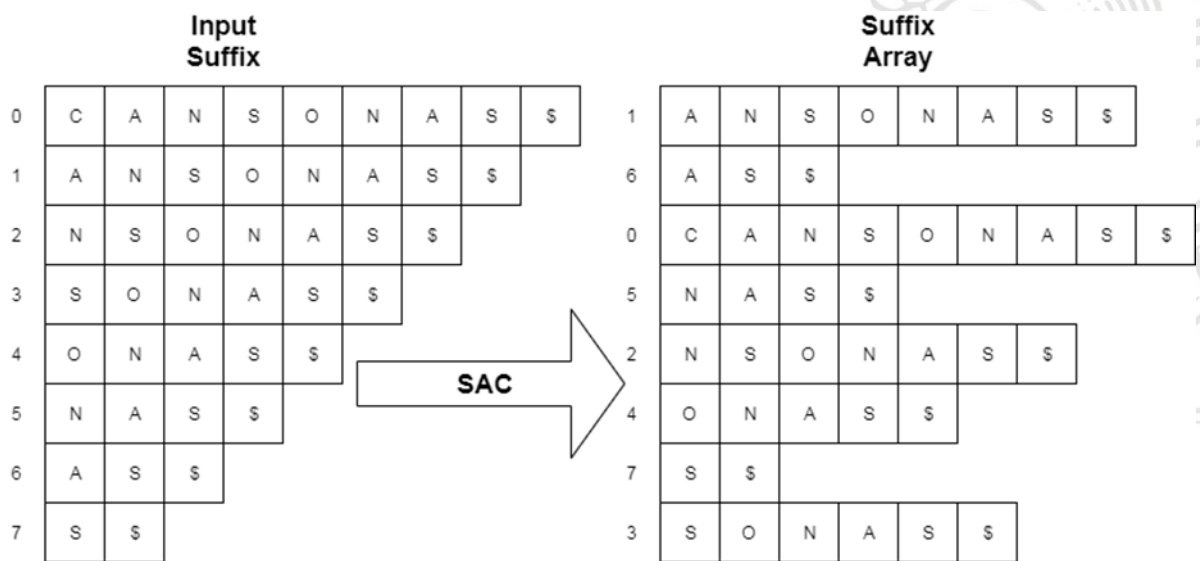 Input Suffix
Suffix Array
0 C A N S O N A S $
1 A N S O N A S $
1 A N S O N A S $
6 A S $
2 N S O N A S $
0 C A N S O N A S $
3 S O N A S $
5 N A S $
4 O N A S $
2 N S O N A S $
SAC
5 N A S $
4 O N A S $
6 A S $
7 S $
7 S $
3 S O N A S $